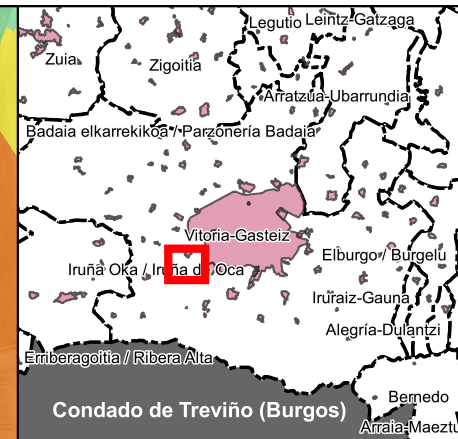 Legutio
Leintz-Gatzaga
Zuia
Zigoitia
Arratzua-Ubarrundia
Badaia elkarrekikoa / Parzonería Badaia
Vitoria-Gasteiz
Elburgo / Burgelu
Iruña Oka / Iruña de Oca
Iruraiz-Gauna
Alegría-Dulantzi
Erriberagoitia / Ribera Alta
Bernedo
Condado de Treviño (Burgos)
Arraia-Maeztu